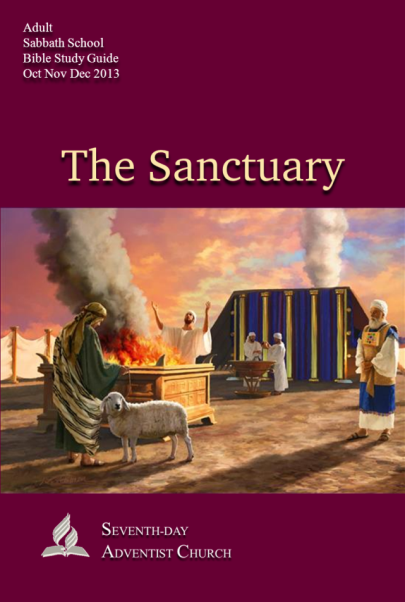 Adult
Sabbath School
Bible Study Guide
Oct Nov Dec 2013
The Sanctuary
SEVENTH-DAY
ADVENTIST CHURCH